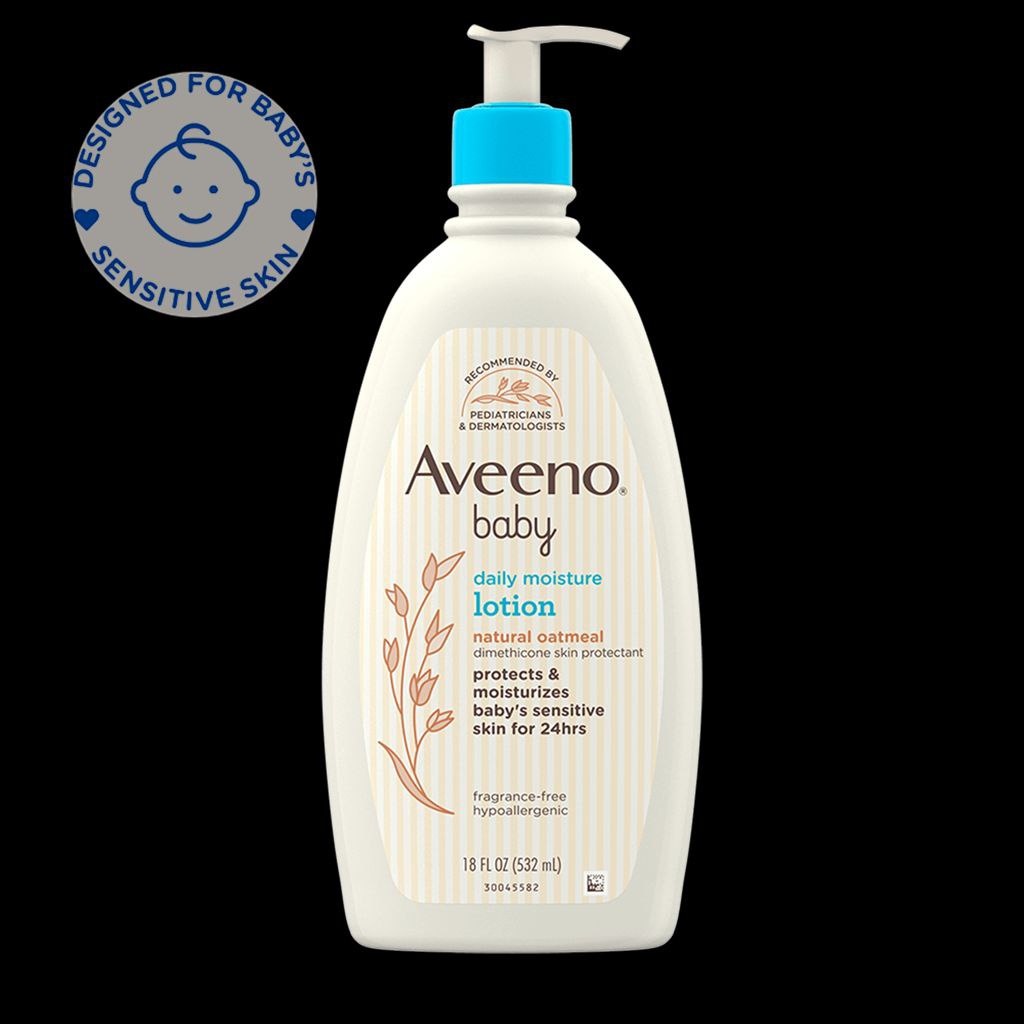 DESIGNED FOR BABY'S
SENSITIVE SKIN
RECOMMENDED BY
PEDIATRICIANS
& DERMATOLOGISTS
Aveeno®
baby
daily moisture
lotion
natural oatmeal
dimethicone skin protectant
protects &
moisturizes
baby's sensitive
skin for 24hrs
fragrance-free
hypoallergenic
18 FL OZ (532 mL)
30045582